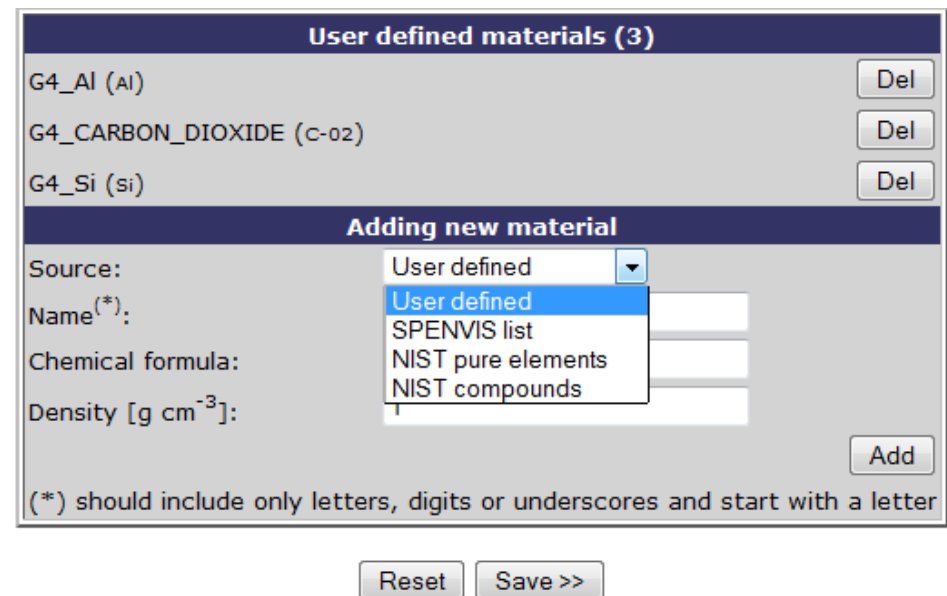 User defined materials (3)
G4_Al (Al) Del
G4_CARBON_DIOXIDE (C-O2) Del
G4_Si (Si) Del
Adding new material
Source: User defined
User defined
Name(*):
SPENVIS list
NIST pure elements
Chemical formula:
NIST compounds
Density [g cm-3]:
Add
(*) should include only letters, digits or underscores and start with a letter
Reset Save >>